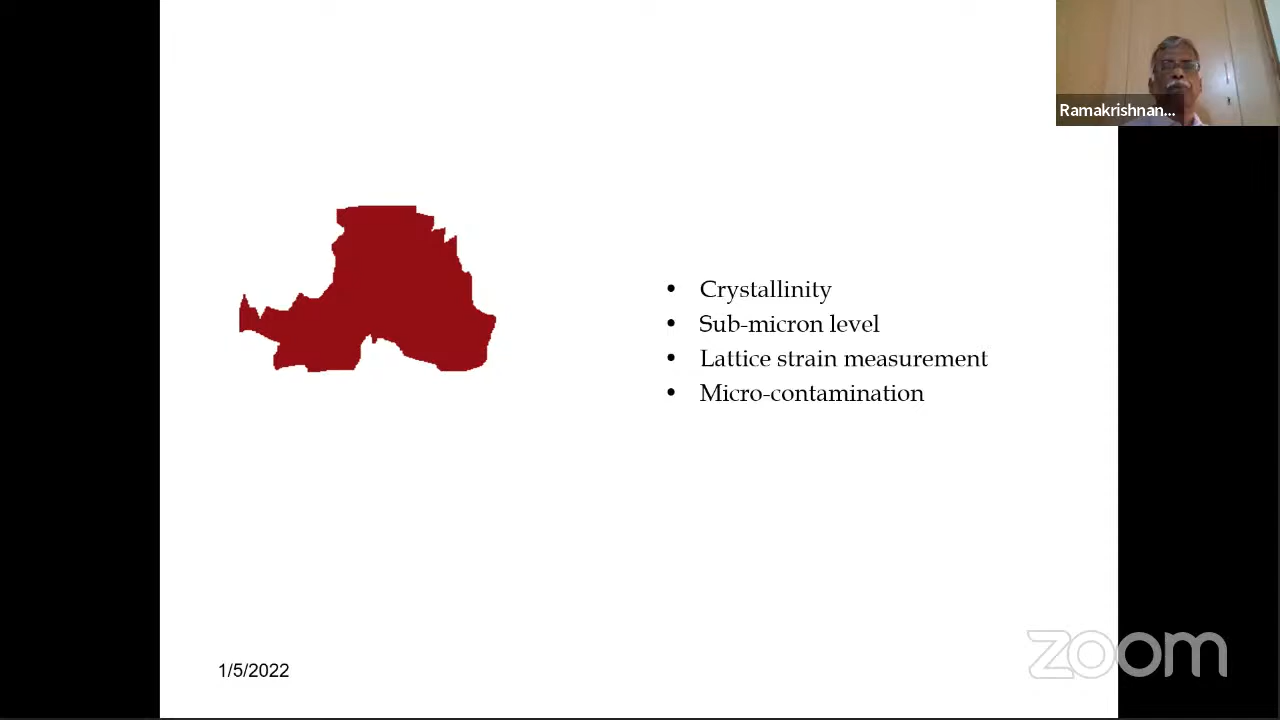 Ramakrishnan...
• Crystallinity
• Sub-micron level
• Lattice strain measurement
• Micro-contamination
1/5/2022
zoom